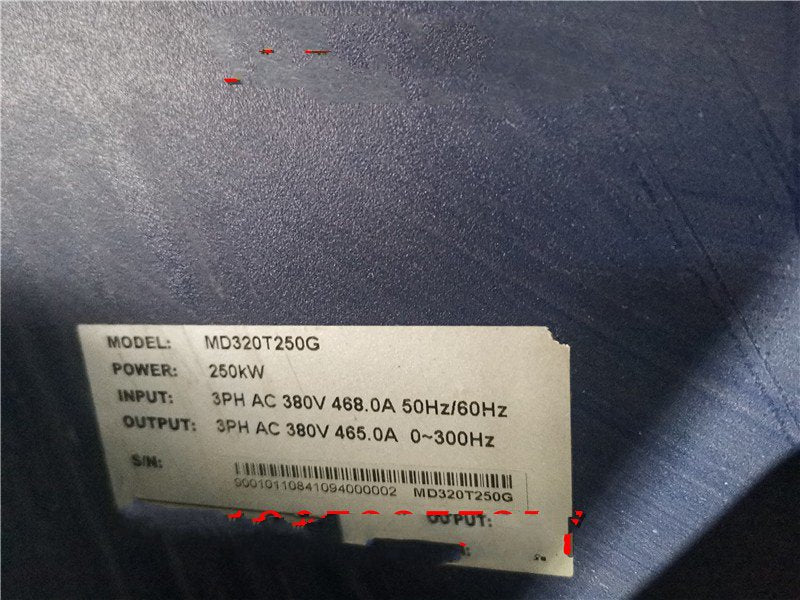 MODEL: MD320T250G
POWER: 250kW
INPUT: 3PH AC 380V 468.0A 50Hz/60Hz
OUTPUT: 3PH AC 380V 465.0A 0~300Hz
S/N:
90010110841094000002 MD320T250G